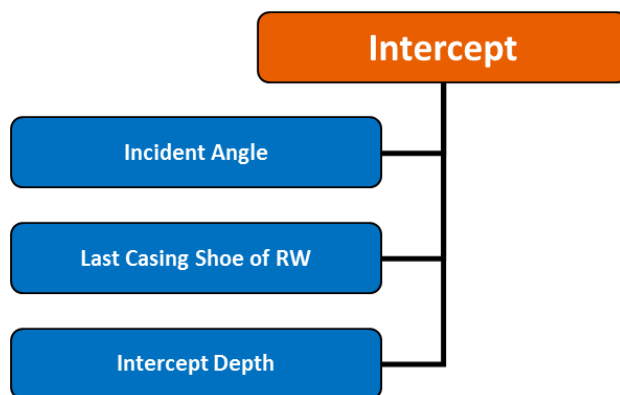 Intercept
Incident Angle
Last Casing Shoe of RW
Intercept Depth